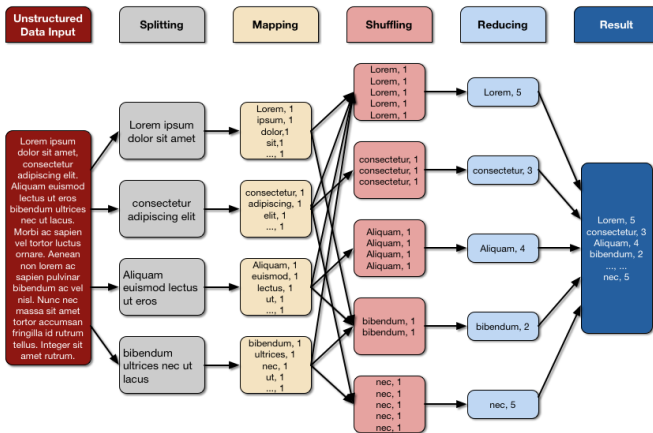 Unstructured
Data Input
Splitting
Mapping
Shuffling
Reducing
Result
Lorem ipsum
dolor sit amet,
consectetur
adipiscing elit.
Aliquam euismod
lectus ut eros
bibendum ultrices
nec ut lacus.
Morbi ac sapien
vel tortor luctus
ornare. Aenean
non lorem ac
sapien pulvinar
bibendum ac vel
nisl. Nunc nec
massa sit amet
tortor accumsan
fringilla id rutrum
tellus. Integer sit
amet rutrum.
Lorem ipsum
dolor sit amet
consectetur
adipiscing elit
Aliquam
euismod lectus
ut eros
bibendum
ultrices nec ut
lacus
Lorem, 1
ipsum, 1
dolor,1
sit,1
..., 1
consectetur, 1
adipiscing, 1
elit, 1
..., 1
Aliquam, 1
euismod, 1
lectus, 1
ut, 1
..., 1
bibendum, 1
ultrices, 1
nec, 1
ut, 1
..., 1
Lorem, 1
Lorem, 1
Lorem, 1
Lorem, 1
Lorem, 1
consectetur, 1
consectetur, 1
consectetur, 1
Aliquam, 1
Aliquam, 1
Aliquam, 1
Aliquam, 1
bibendum, 1
bibendum, 1
nec, 1
nec, 1
nec, 1
nec, 1
nec, 1
Lorem, 5
consectetur, 3
Aliquam, 4
bibendum, 2
nec, 5
Lorem, 5
consectetur, 3
Aliquam, 4
bibendum, 2
..., ...
nec, 5